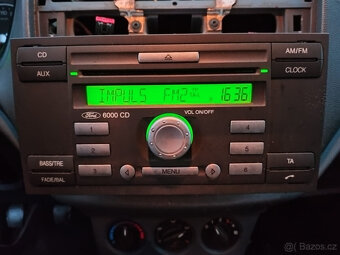 CD
AM/FM
AUX
CLOCK
IMPULS FM2 16:36
Ford 6000 CD
VOL ON/OFF
1
4
2
5
BASS/TRE
3
6
TA
FADE/BAL
MENU
Sbazos.cz